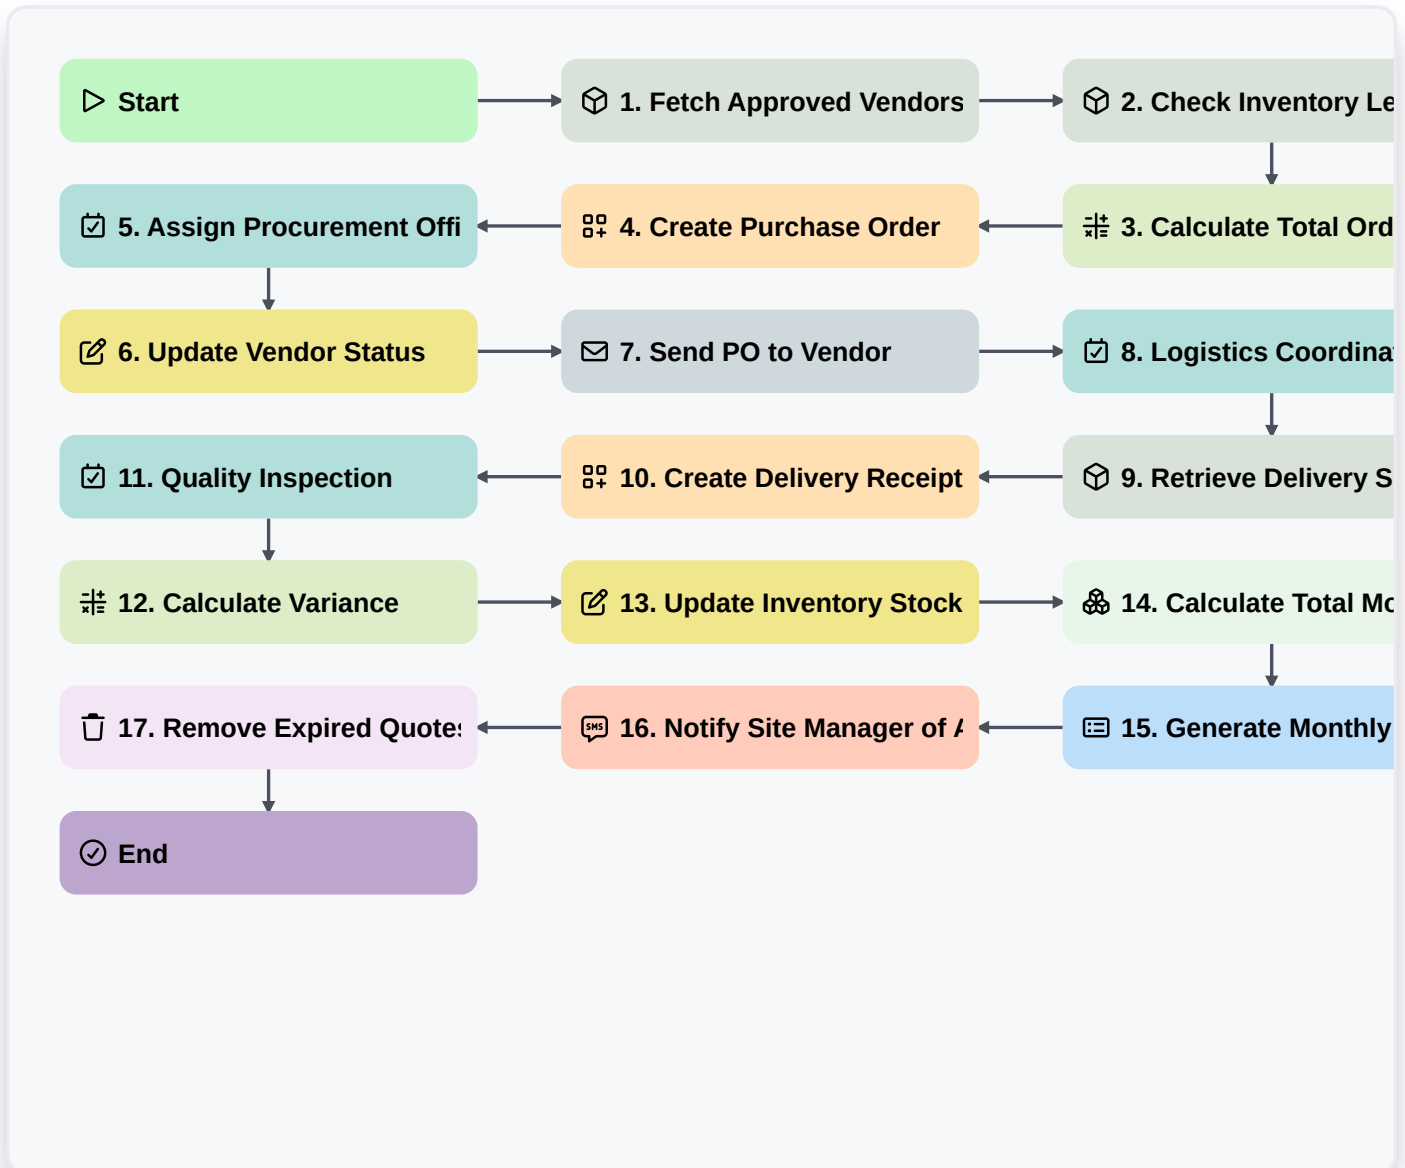 Start
1. Fetch Approved Vendors
2. Check Inventory Le
5. Assign Procurement Offi
4. Create Purchase Order
3. Calculate Total Ord
6. Update Vendor Status
7. Send PO to Vendor
8. Logistics Coordina
11. Quality Inspection
10. Create Delivery Receipt
9. Retrieve Delivery S
12. Calculate Variance
13. Update Inventory Stock
14. Calculate Total Mo
17. Remove Expired Quotes
SMS
16. Notify Site Manager of A
15. Generate Monthly
End